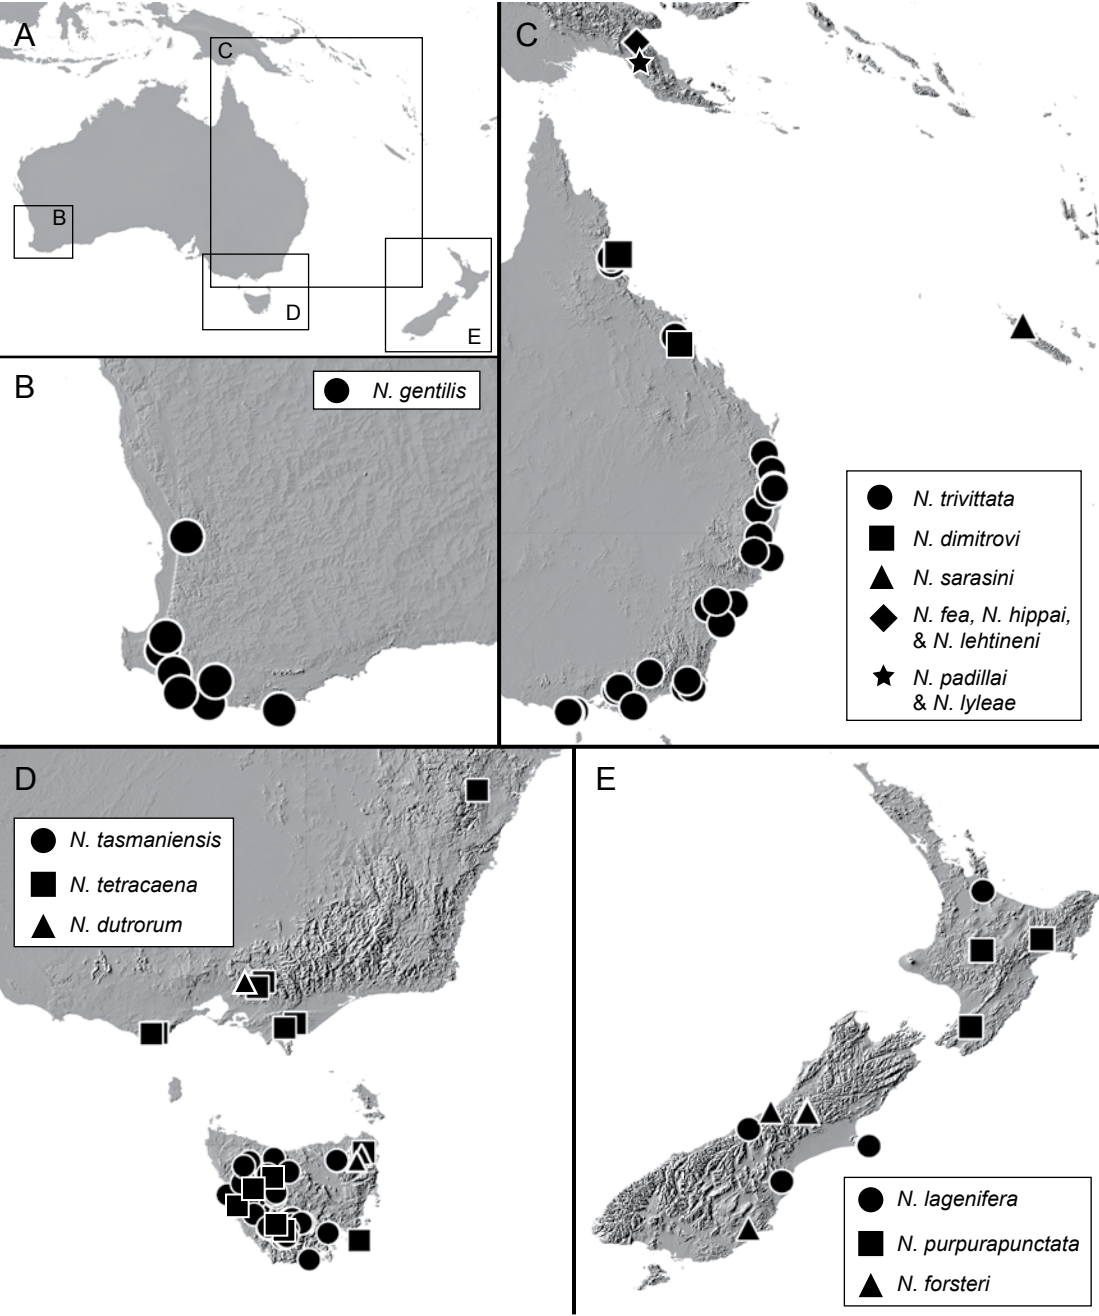 A
C
B
D
E
B
N. gentilis
C
N. trivittata
N. dimitrovi
N. sarasini
N. fea, N. hippai,
& N. lehtineni
N. padillai
& N. lyleae
D
N. tasmaniensis
N. tetracaena
N. dutrorum
E
N. lagenifera
N. purpurapunctata
N. forsteri